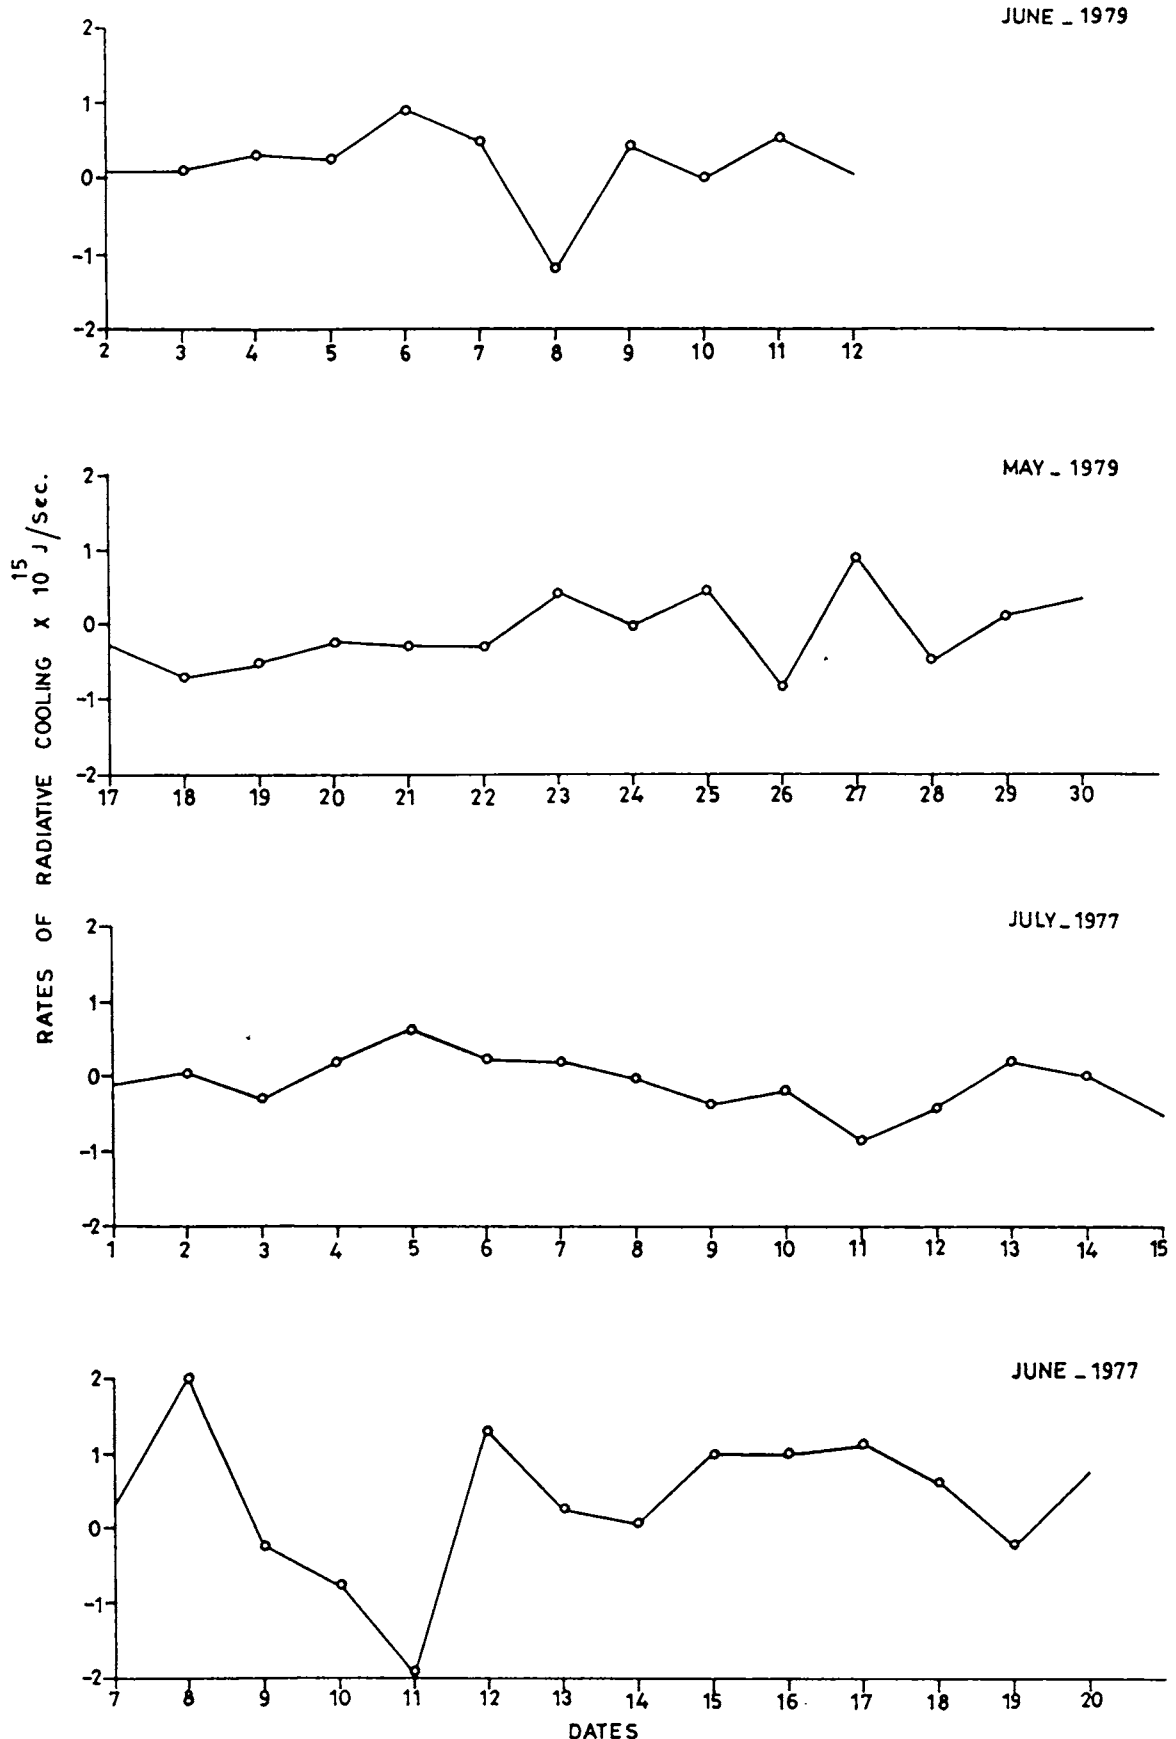 JUNE _ 1979
2
1
0
-1
-2
2 3 4 5 6 7 8 9 10 11 12
MAY _ 1979
2
1
0
-1
-2
17 18 19 20 21 22 23 24 25 26 27 28 29 30
RATES OF RADIATIVE COOLING X 10 15 J/Sec.
JULY _ 1977
2
1
0
-1
-2
1 2 3 4 5 6 7 8 9 10 11 12 13 14 15
JUNE _ 1977
2
1
0
-1
-2
7 8 9 10 11 12 13 14 15 16 17 18 19 20
DATES